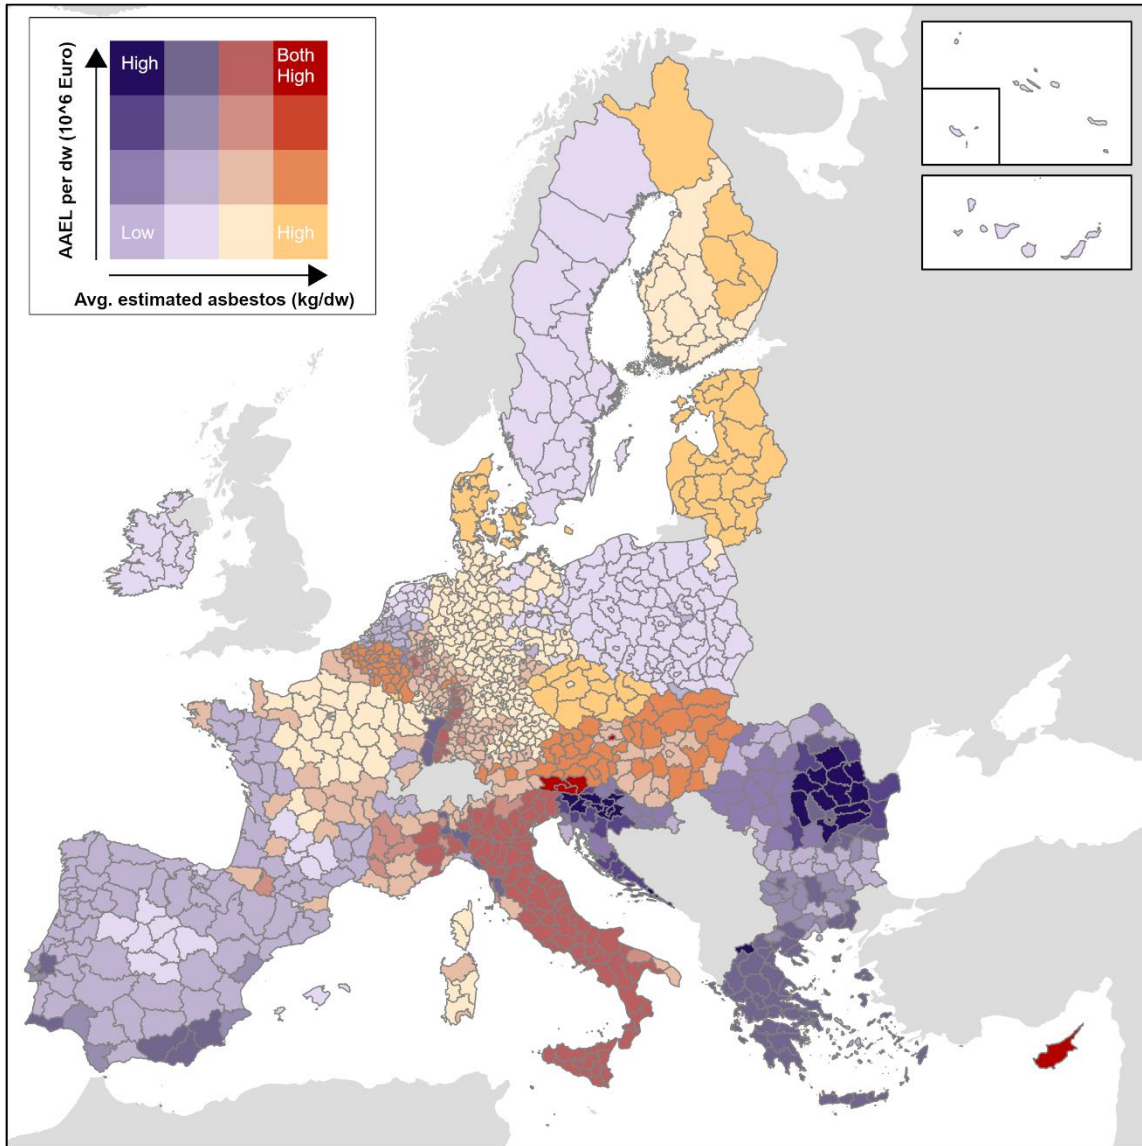 High
Both
High
Low
High
AAEL per dw (10^6 Euro)
Avg. estimated asbestos (kg/dw)